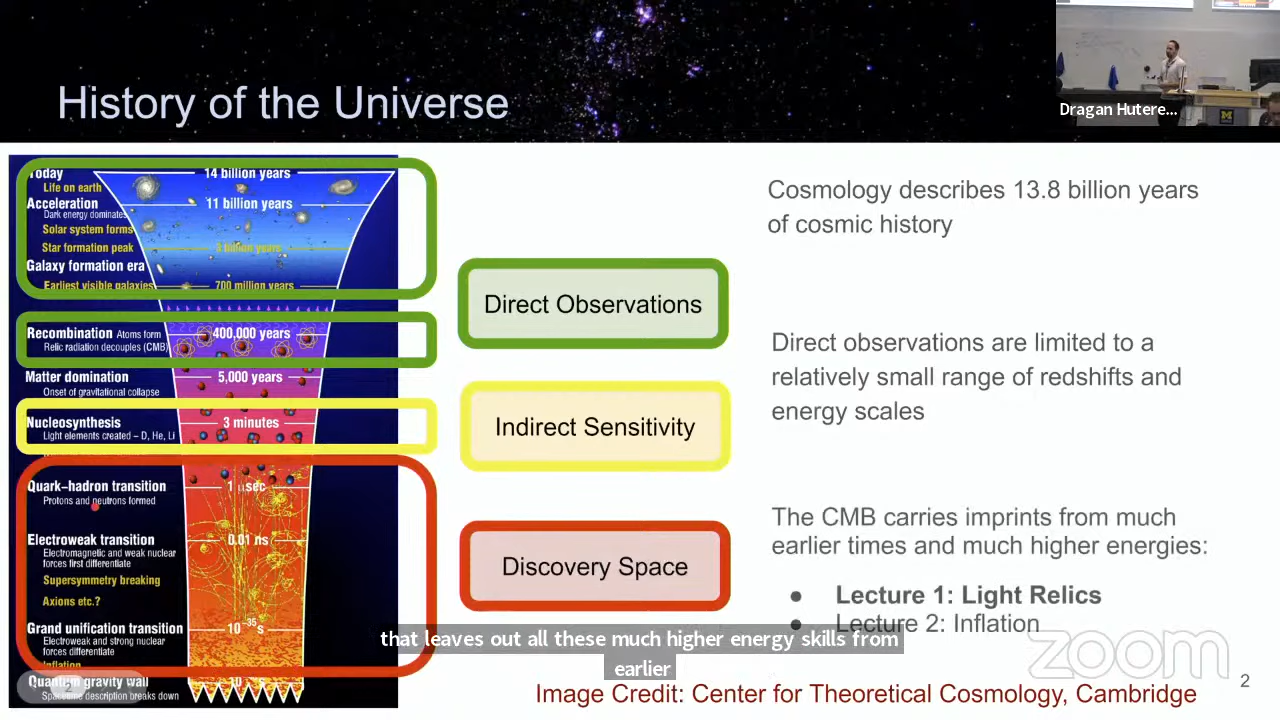 History of the Universe
Dragan Hutere...
Today
14 billion years
Life on earth
Acceleration
11 billion years
Dark energy dominates
Solar system forms
Star formation peak
3 billion years
Galaxy formation era
Earliest visible galaxies
700 million years
Recombination Atoms form
400,000 years
Relic radiation decouples (CMB)
Matter domination
5,000 years
Onset of gravitational collapse
Nucleosynthesis
3 minutes
Light elements created – D, He, Li
Quark–hadron transition
1 μsec
Protons and neutrons formed
Electroweak transition
0.01 ns
Electromagnetic and weak nuclear
forces first differentiate
Supersymmetry breaking
Axions etc.?
Grand unification transition
10⁻³⁵s
Electroweak and strong nuclear
forces differentiate
Inflation
Quantum gravity wall
Spacetime description breaks down
Direct Observations
Indirect Sensitivity
Discovery Space
Cosmology describes 13.8 billion years
of cosmic history
Direct observations are limited to a
relatively small range of redshifts and
energy scales
The CMB carries imprints from much
earlier times and much higher energies:
● Lecture 1: Light Relics
● Lecture 2: Inflation
that leaves out all these much higher energy skills from
earlier
zoom
Image Credit: Center for Theoretical Cosmology, Cambridge
2